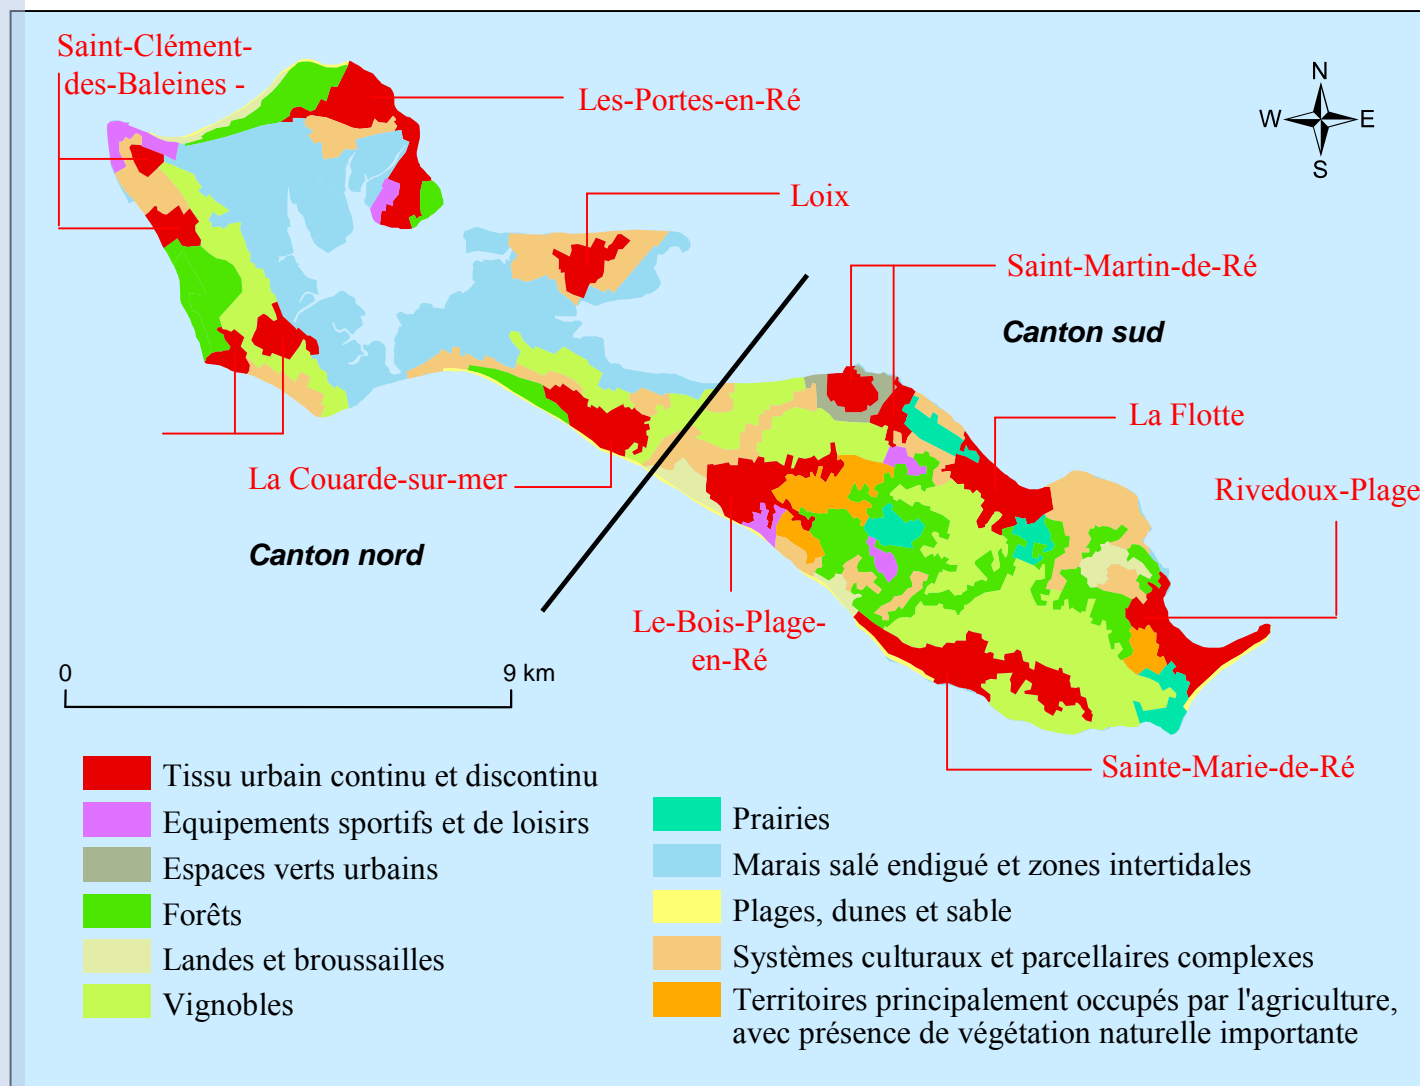 Saint-Clément-
des-Baleines -
Les-Portes-en-Ré
N
W E
S
Loix
Saint-Martin-de-Ré
Canton sud
La Flotte
La Couarde-sur-mer
Rivedoux-Plage
Canton nord
Le-Bois-Plage-
en-Ré
0 9 km
Sainte-Marie-de-Ré
Tissu urbain continu et discontinu
Equipements sportifs et de loisirs
Espaces verts urbains
Forêts
Landes et broussailles
Vignobles
Prairies
Marais salé endigué et zones intertidales
Plages, dunes et sable
Systèmes culturaux et parcellaires complexes
Territoires principalement occupés par l'agriculture,
avec présence de végétation naturelle importante